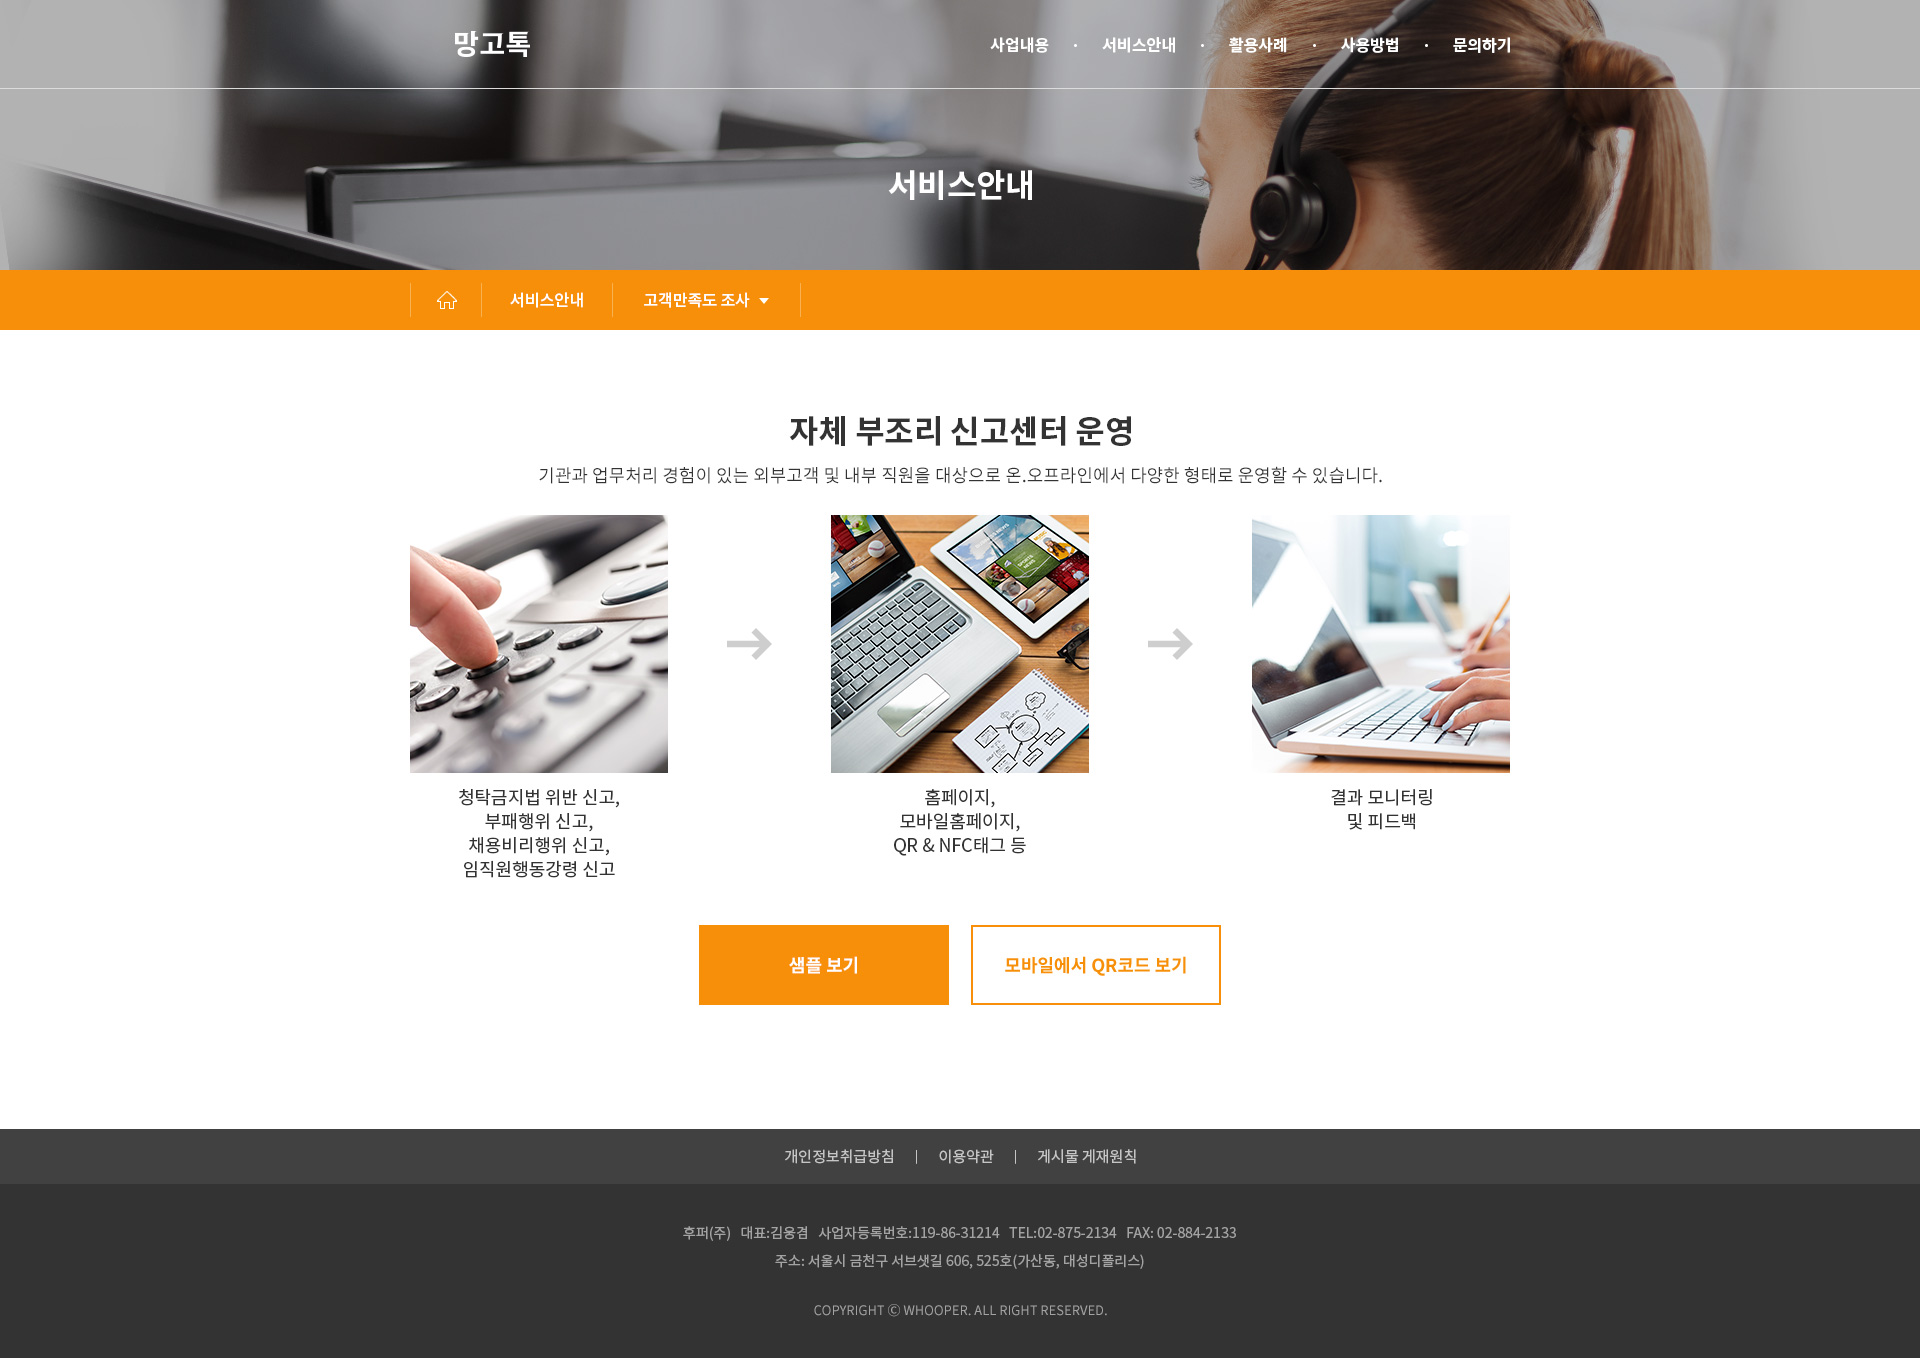 망고톡
사업내용 · 서비스안내 · 활용사례 · 사용방법 · 문의하기
서비스안내
서비스안내 고객만족도 조사
자체 부조리 신고센터 운영
기관과 업무처리 경험이 있는 외부고객 및 내부 직원을 대상으로 온.오프라인에서 다양한 형태로 운영할 수 있습니다.
청탁금지법 위반 신고,
부패행위 신고,
채용비리행위 신고,
임직원행동강령 신고
홈페이지,
모바일홈페이지,
QR & NFC태그 등
결과 모니터링
및 피드백
샘플 보기
모바일에서 QR코드 보기
개인정보취급방침 | 이용약관 | 게시물 게재원칙
후퍼(주) 대표:김웅겸 사업자등록번호:119-86-31214 TEL:02-875-2134 FAX: 02-884-2133
주소: 서울시 금천구 서브샛길 606, 525호(가산동, 대성디폴리스)
COPYRIGHT ⓒ WHOOPER. ALL RIGHT RESERVED.